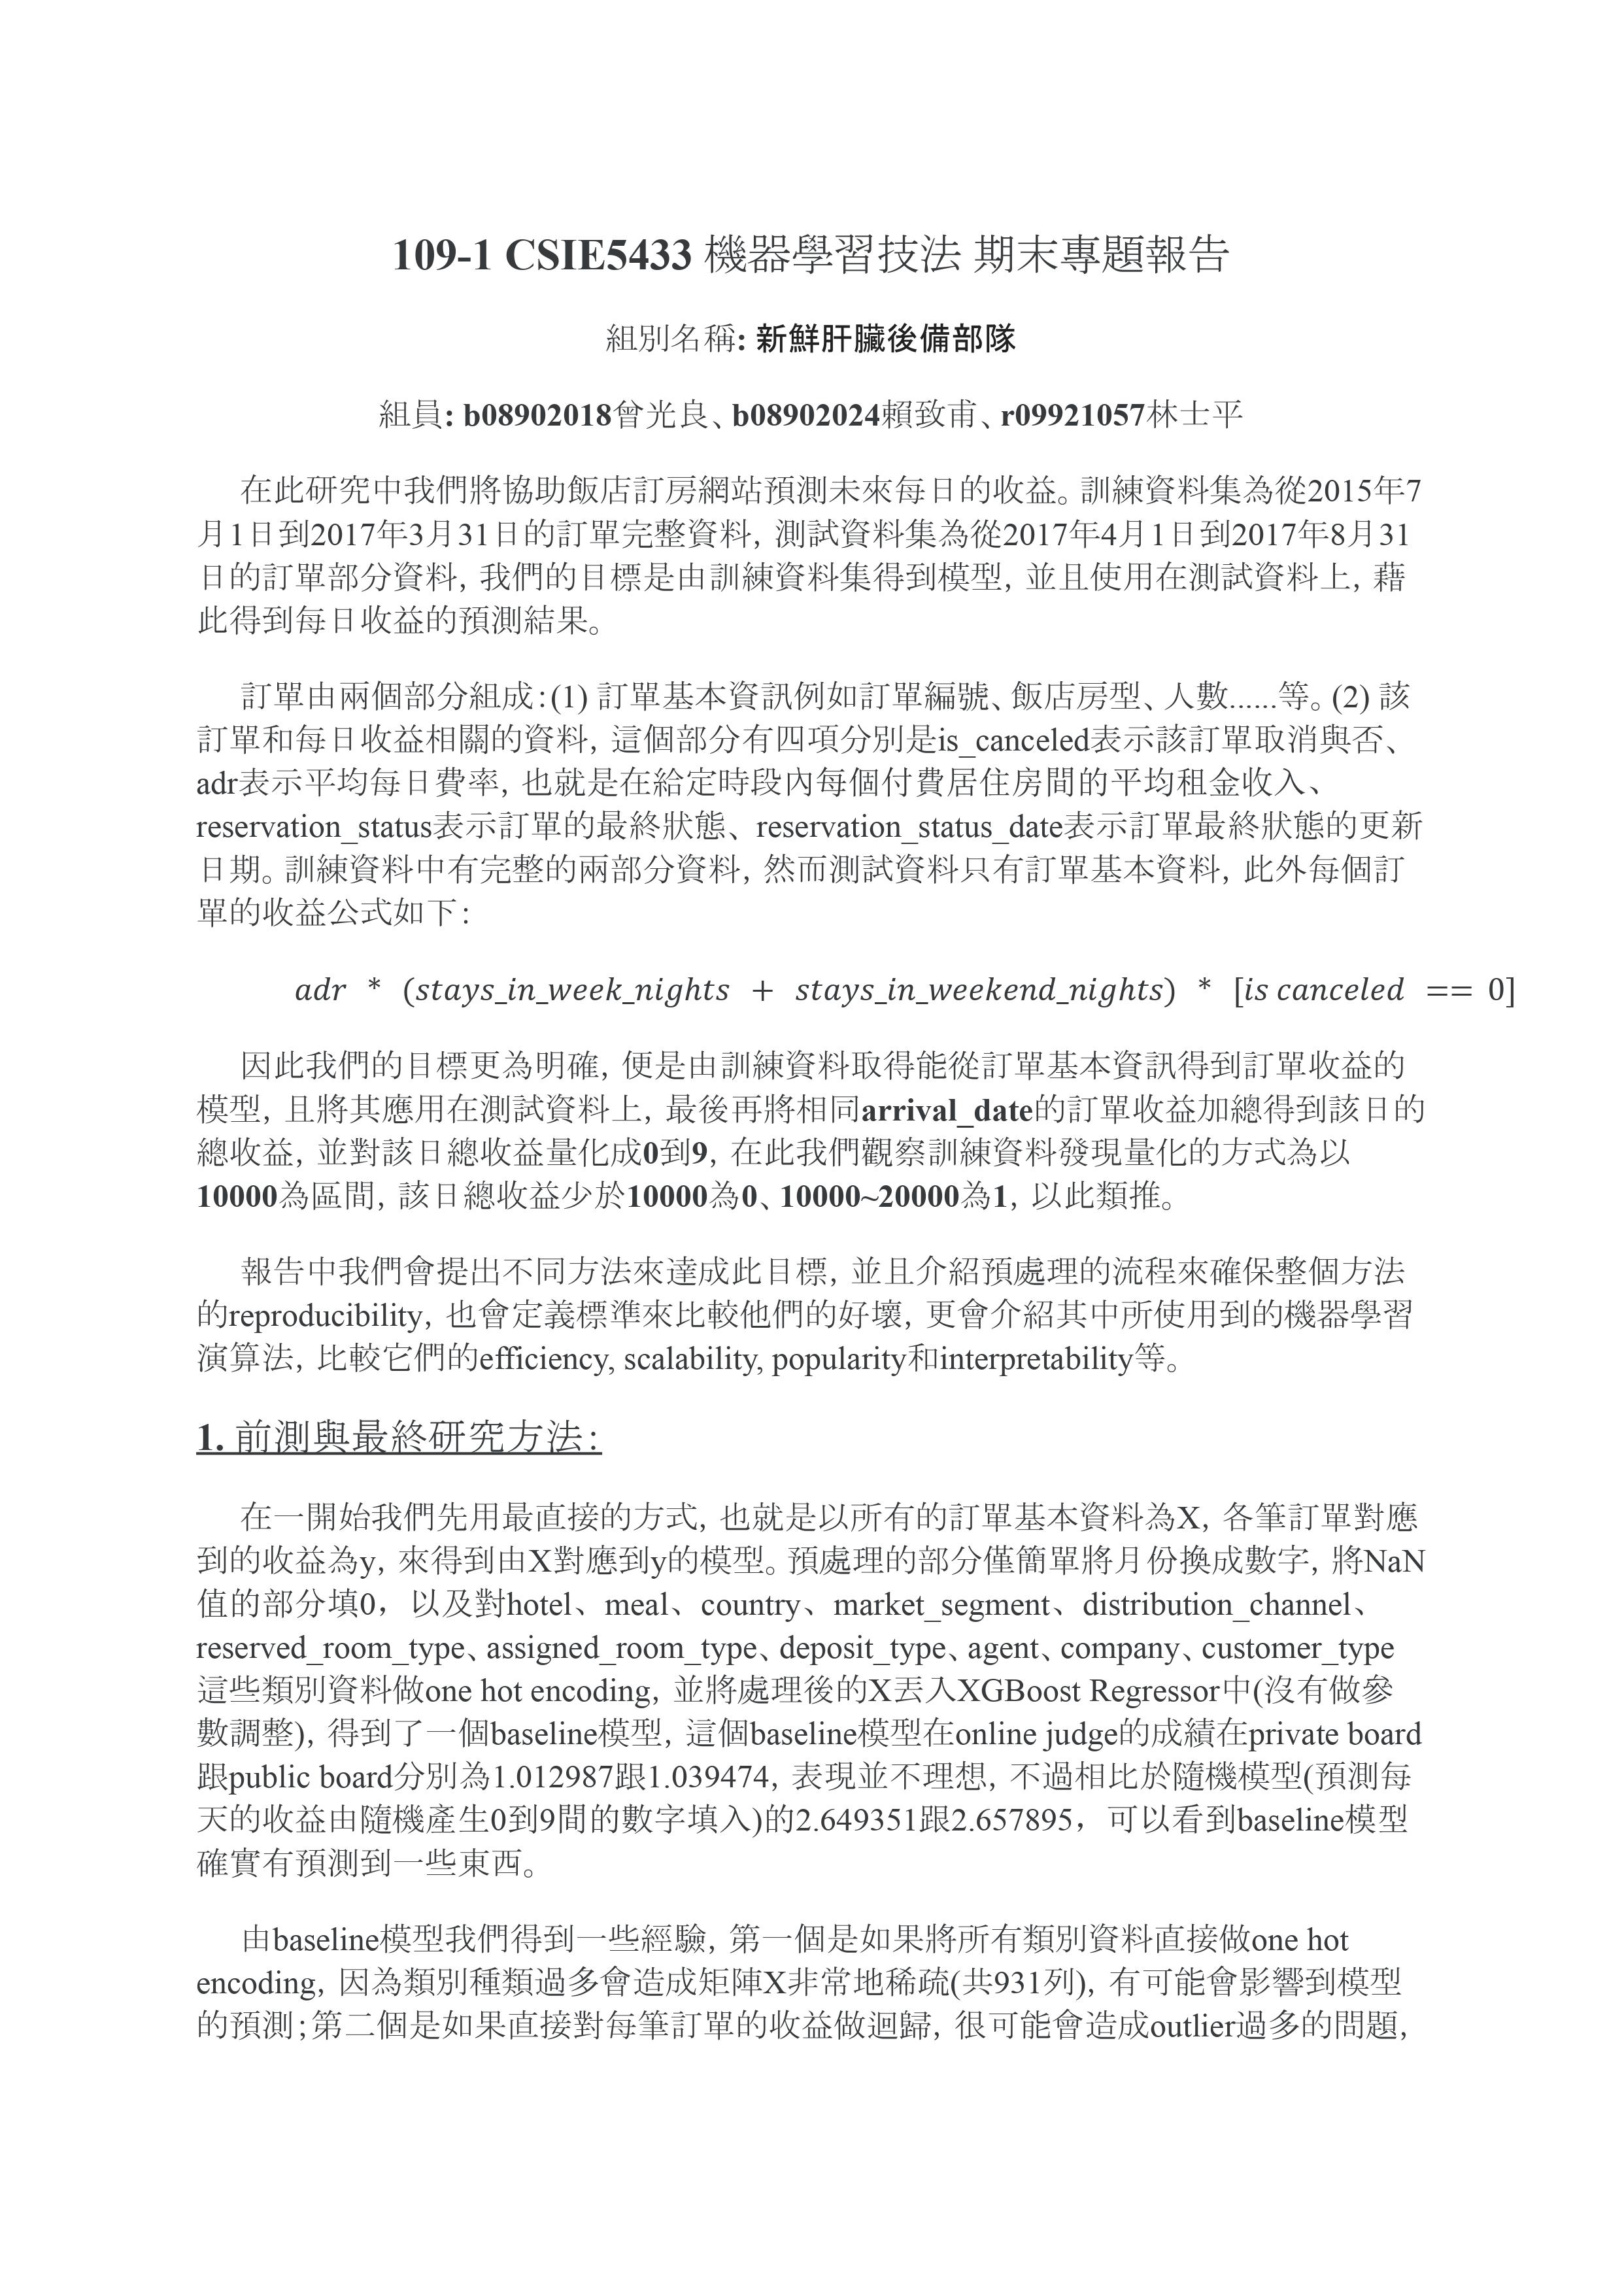 109-1 CSIE5433 機器學習技法 期末專題報告
組別名稱: 新鮮肝臟後備部隊
組員: b08902018曾光良、b08902024賴致甫、r09921057林士平
在此研究中我們將協助飯店訂房網站預測未來每日的收益。訓練資料集為從2015年7
月1日到2017年3月31日的訂單完整資料, 測試資料集為從2017年4月1日到2017年8月31
日的訂單部分資料, 我們的目標是由訓練資料集得到模型, 並且使用在測試資料上, 藉
此得到每日收益的預測結果。
訂單由兩個部分組成：(1) 訂單基本資訊例如訂單編號、飯店房型、人數......等。(2) 該
訂單和每日收益相關的資料, 這個部分有四項分別是is_canceled表示該訂單取消與否、
adr表示平均每日費率, 也就是在給定時段內每個付費居住房間的平均租金收入、
reservation_status表示訂單的最終狀態、reservation_status_date表示訂單最終狀態的更新
日期。訓練資料中有完整的兩部分資料, 然而測試資料只有訂單基本資料, 此外每個訂
單的收益公式如下：
adr * (stays_in_week_nights + stays_in_weekend_nights) * [is canceled == 0]
因此我們的目標更為明確, 便是由訓練資料取得能從訂單基本資訊得到訂單收益的
模型, 且將其應用在測試資料上, 最後再將相同arrival_date的訂單收益加總得到該日的
總收益, 並對該日總收益量化成0到9, 在此我們觀察訓練資料發現量化的方式為以
10000為區間, 該日總收益少於10000為0、10000~20000為1, 以此類推。
報告中我們會提出不同方法來達成此目標, 並且介紹預處理的流程來確保整個方法
的reproducibility, 也會定義標準來比較他們的好壞, 更會介紹其中所使用到的機器學習
演算法, 比較它們的efficiency, scalability, popularity和interpretability等。
1. 前測與最終研究方法：
在一開始我們先用最直接的方式, 也就是以所有的訂單基本資料為X, 各筆訂單對應
到的收益為y, 來得到由X對應到y的模型。預處理的部分僅簡單將月份換成數字, 將NaN
值的部分填0，以及對hotel、meal、country、market_segment、distribution_channel、
reserved_room_type、assigned_room_type、deposit_type、agent、company、customer_type
這些類別資料做one hot encoding, 並將處理後的X丟入XGBoost Regressor中(沒有做參
數調整), 得到了一個baseline模型, 這個baseline模型在online judge的成績在private board
跟public board分別為1.012987跟1.039474, 表現並不理想, 不過相比於隨機模型(預測每
天的收益由隨機產生0到9間的數字填入)的2.649351跟2.657895，可以看到baseline模型
確實有預測到一些東西。
由baseline模型我們得到一些經驗, 第一個是如果將所有類別資料直接做one hot
encoding, 因為類別種類過多會造成矩陣X非常地稀疏(共931列), 有可能會影響到模型
的預測；第二個是如果直接對每筆訂單的收益做迴歸, 很可能會造成outlier過多的問題,